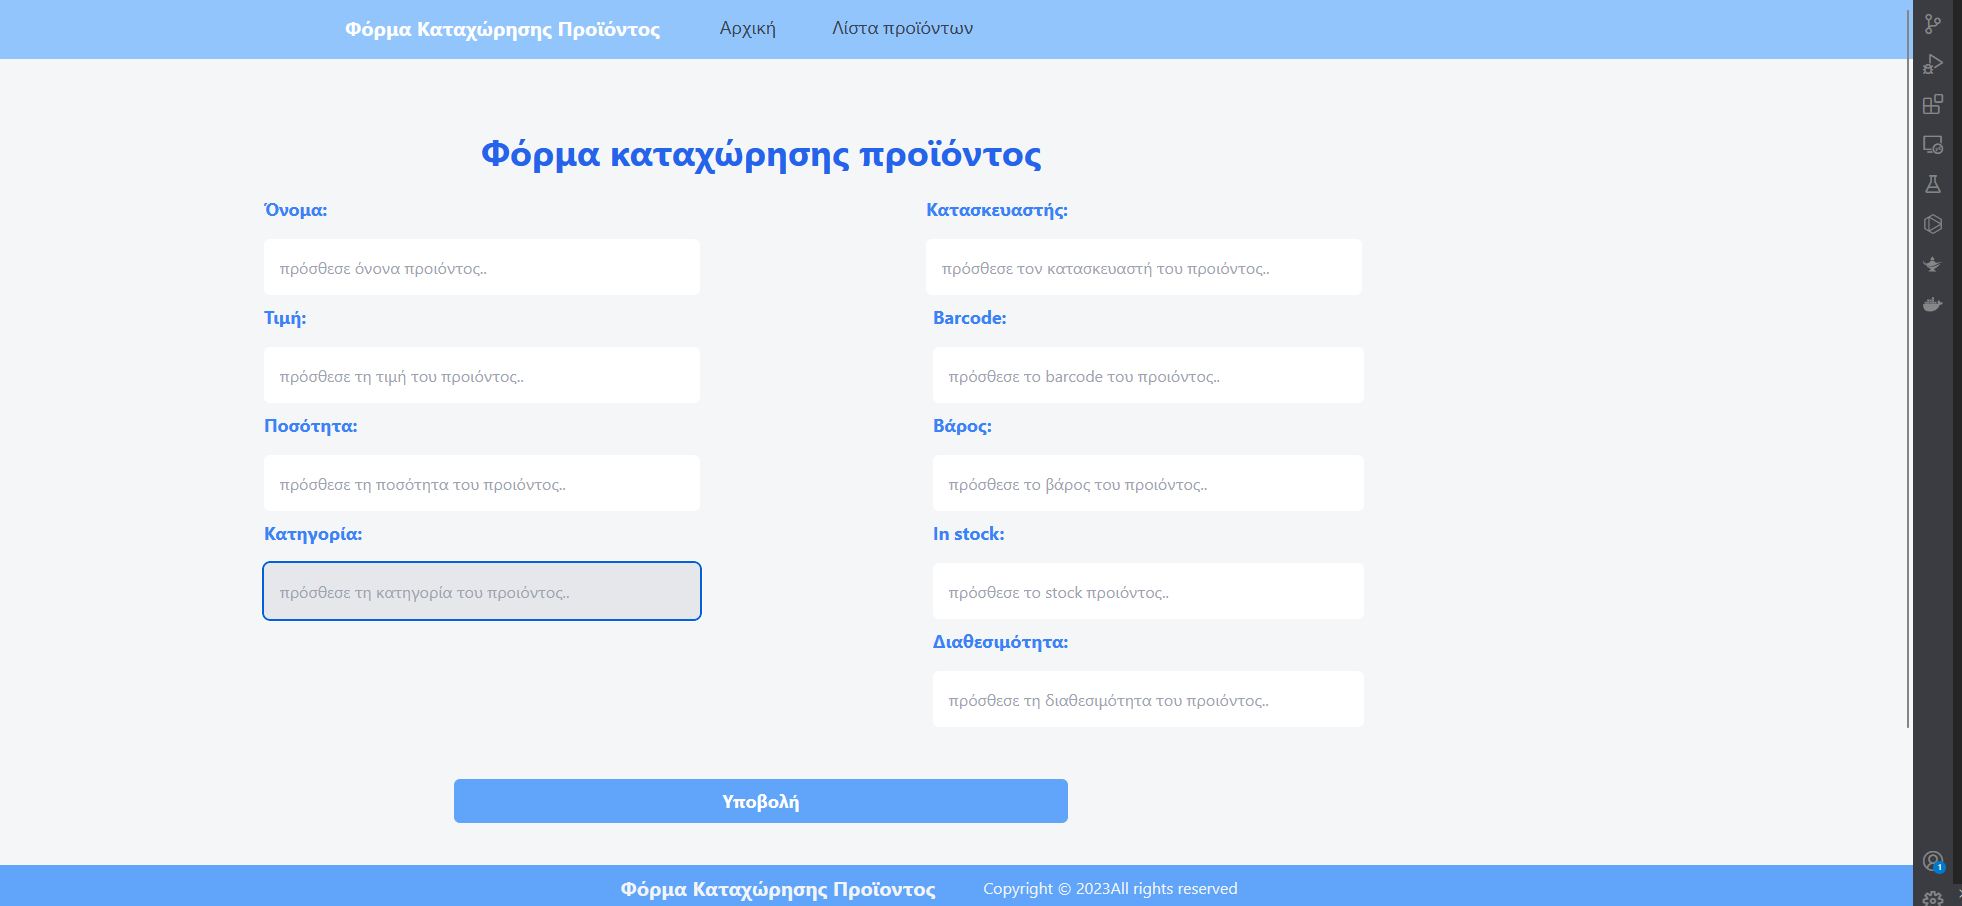 Φόρμα Καταχώρησης Προϊόντος Αρχική Λίστα προϊόντων
Φόρμα καταχώρησης προϊόντος
Όνομα: Κατασκευαστής:
πρόσθεσε όνονα προιόντος.. πρόσθεσε τον κατασκευαστή του προιόντος..
Τιμή: Barcode:
πρόσθεσε τη τιμή του προιόντος.. πρόσθεσε το barcode του προιόντος..
Ποσότητα: Βάρος:
πρόσθεσε τη ποσότητα του προιόντος.. πρόσθεσε το βάρος του προιόντος..
Κατηγορία: In stock:
πρόσθεσε τη κατηγορία του προιόντος.. πρόσθεσε το stock προιόντος..
Διαθεσιμότητα:
πρόσθεσε τη διαθεσιμότητα του προιόντος..
Υποβολή
Φόρμα Καταχώρησης Προϊοντος Copyright © 2023All rights reserved
1